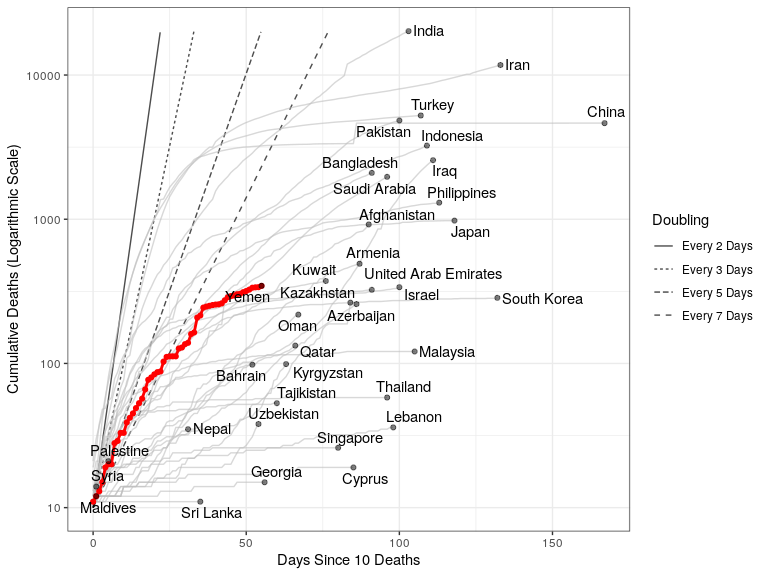 India
Iran
China
Turkey
Pakistan
Indonesia
Bangladesh
Iraq
Saudi Arabia
Philippines
Afghanistan
Japan
Armenia
Kuwait
United Arab Emirates
Kazakhstan
Israel
South Korea
Yemen
Azerbaijan
Oman
Qatar
Malaysia
Bahrain
Kyrgyzstan
Thailand
Tajikistan
Uzbekistan
Lebanon
Nepal
Singapore
Palestine
Georgia
Cyprus
Syria
Maldives
Sri Lanka
10000
1000
100
10
0
50
100
150
Days Since 10 Deaths
Cumulative Deaths (Logarithmic Scale)
Doubling
Every 2 Days
Every 3 Days
Every 5 Days
Every 7 Days